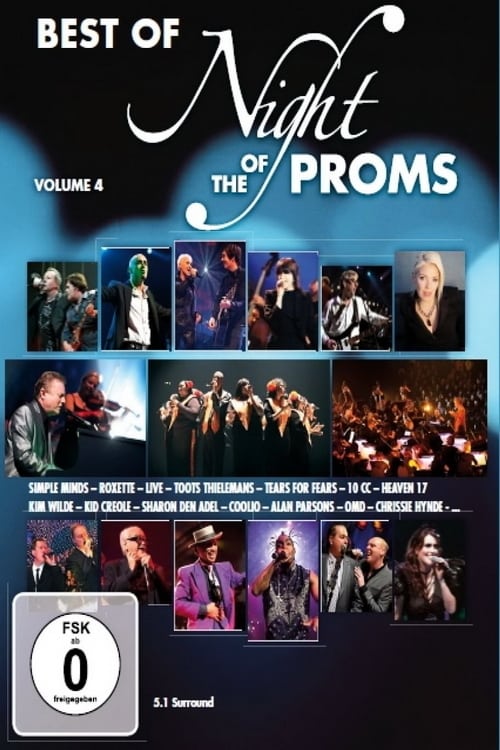 BEST OF
Night
OF
THE PROMS
VOLUME 4
SIMPLE MINDS – ROXETTE – LIVE – TOOTS THIELEMANS – TEARS FOR FEARS – 10 CC – HEAVEN 17
KIM WILDE – KID CREOLE – SHARON DEN ADEL – COOLIO – ALAN PARSONS – OMD – CHRISSIE HYNDE - ...
FSK
ab
0
freigegeben
5.1 Surround